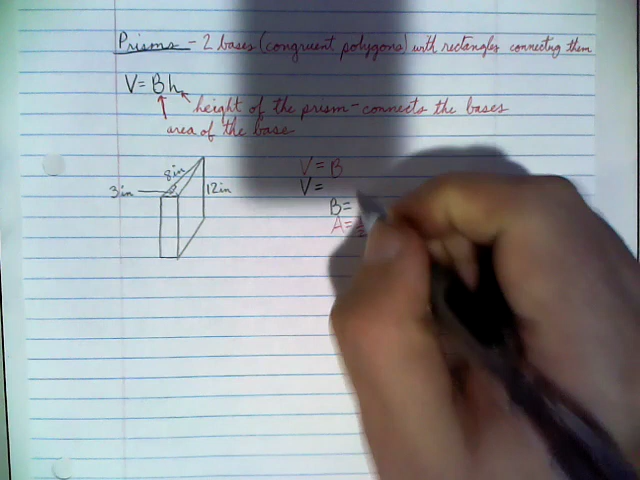 Prisms - 2 bases (congruent polygons) with rectangles connecting them
V = Bh
height of the prism - connects the bases
area of the base
8in
3in
12in
V = B
V =
B =
A =